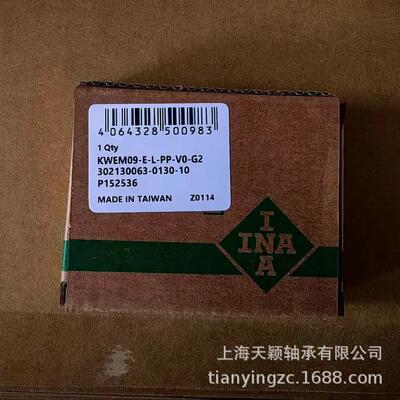 4 064328 500983
1 Qty
KWEM09-E-L-PP-V0-G2
302130063-0130-10
P152536
MADE IN TAIWAN Z0114
I
INA
A
上海天颖轴承有限公司
tianyingzc.1688.com